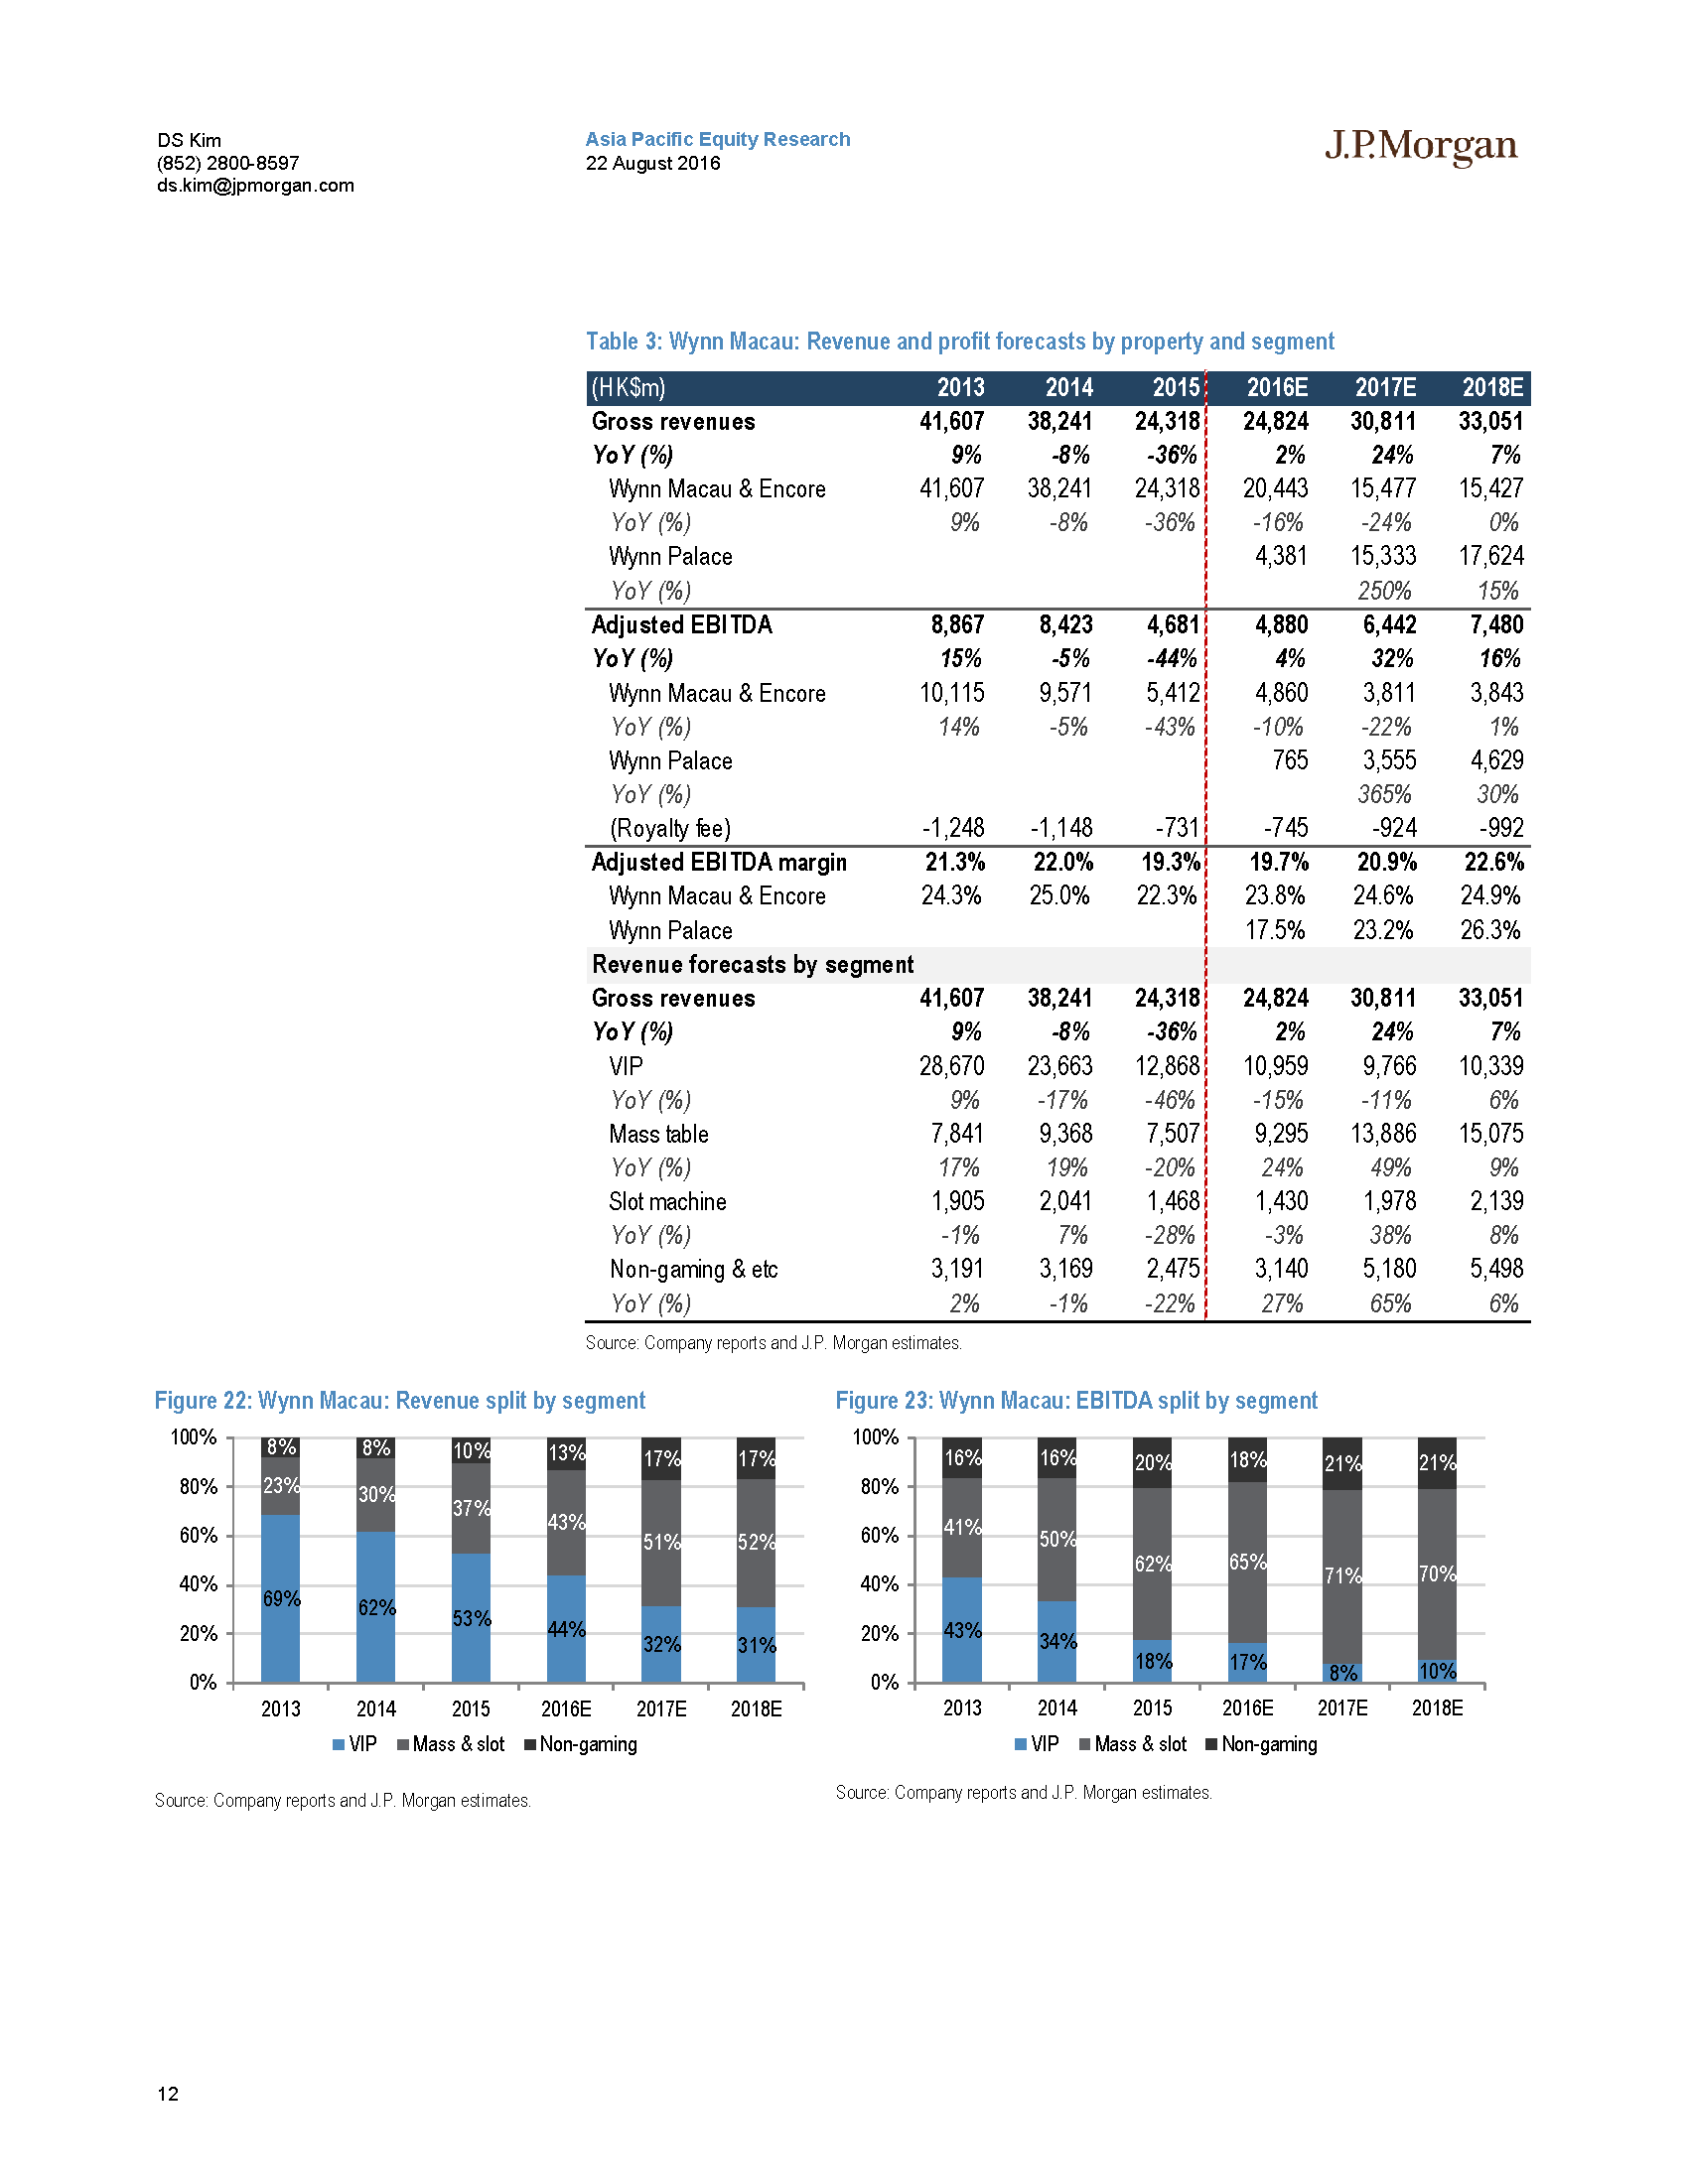 DS Kim
(852) 2800-8597
ds.kim@jpmorgan.com
Asia Pacific Equity Research
22 August 2016
J.P.Morgan
Table 3: Wynn Macau: Revenue and profit forecasts by property and segment
(HK$m) 2013 2014 2015 2016E 2017E 2018E
Gross revenues 41,607 38,241 24,318 24,824 30,811 33,051
YoY (%) 9% -8% -36% 2% 24% 7%
Wynn Macau & Encore 41,607 38,241 24,318 20,443 15,477 15,427
YoY (%) 9% -8% -36% -16% -24% 0%
Wynn Palace 4,381 15,333 17,624
YoY (%) 250% 15%
Adjusted EBITDA 8,867 8,423 4,681 4,880 6,442 7,480
YoY (%) 15% -5% -44% 4% 32% 16%
Wynn Macau & Encore 10,115 9,571 5,412 4,860 3,811 3,843
YoY (%) 14% -5% -43% -10% -22% 1%
Wynn Palace 765 3,555 4,629
YoY (%) 365% 30%
(Royalty fee) -1,248 -1,148 -731 -745 -924 -992
Adjusted EBITDA margin 21.3% 22.0% 19.3% 19.7% 20.9% 22.6%
Wynn Macau & Encore 24.3% 25.0% 22.3% 23.8% 24.6% 24.9%
Wynn Palace 17.5% 23.2% 26.3%
Revenue forecasts by segment
Gross revenues 41,607 38,241 24,318 24,824 30,811 33,051
YoY (%) 9% -8% -36% 2% 24% 7%
VIP 28,670 23,663 12,868 10,959 9,766 10,339
YoY (%) 9% -17% -46% -15% -11% 6%
Mass table 7,841 9,368 7,507 9,295 13,886 15,075
YoY (%) 17% 19% -20% 24% 49% 9%
Slot machine 1,905 2,041 1,468 1,430 1,978 2,139
YoY (%) -1% 7% -28% -3% 38% 8%
Non-gaming & etc 3,191 3,169 2,475 3,140 5,180 5,498
YoY (%) 2% -1% -22% 27% 65% 6%
Source: Company reports and J.P. Morgan estimates.
Figure 22: Wynn Macau: Revenue split by segment
100%
80%
60%
40%
20%
0%
8% 8% 10% 13% 17% 17%
23% 30% 37% 43% 51% 52%
69% 62% 53% 44% 32% 31%
2013 2014 2015 2016E 2017E 2018E
VIP Mass & slot Non-gaming
Source: Company reports and J.P. Morgan estimates.
Figure 23: Wynn Macau: EBITDA split by segment
100%
80%
60%
40%
20%
0%
16% 16% 20% 18% 21% 21%
41% 50% 62% 65% 71% 70%
43% 34% 18% 17% 8% 10%
2013 2014 2015 2016E 2017E 2018E
VIP Mass & slot Non-gaming
Source: Company reports and J.P. Morgan estimates.
12